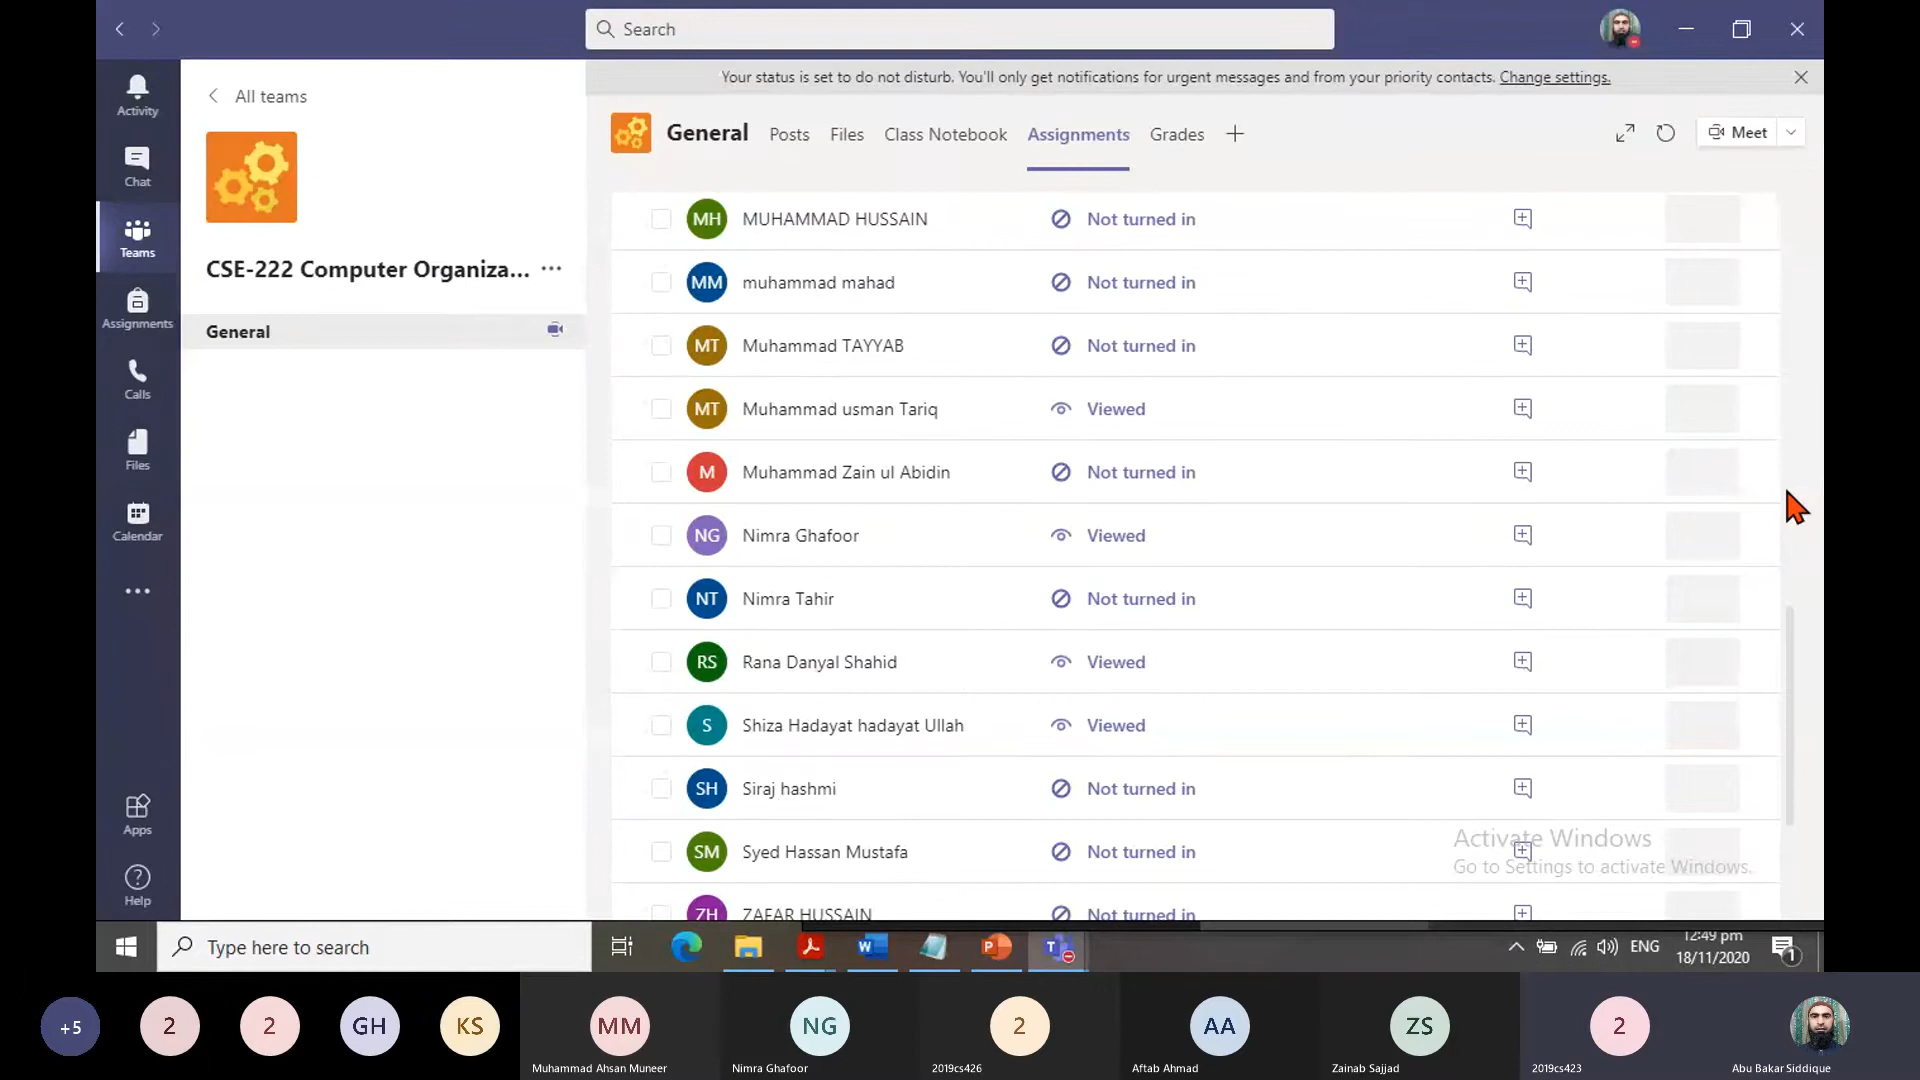 Search
Your status is set to do not disturb. You'll only get notifications for urgent messages and from your priority contacts. Change settings.
Activity
Chat
Teams
Assignments
Calls
Files
Calendar
Apps
Help
All teams
CSE-222 Computer Organiza...
General
General Posts Files Class Notebook Assignments Grades
Meet
MH MUHAMMAD HUSSAIN Not turned in
MM muhammad mahad Not turned in
MT Muhammad TAYYAB Not turned in
MT Muhammad usman Tariq Viewed
M Muhammad Zain ul Abidin Not turned in
NG Nimra Ghafoor Viewed
NT Nimra Tahir Not turned in
RS Rana Danyal Shahid Viewed
S Shiza Hadayat hadayat Ullah Viewed
SH Siraj hashmi Not turned in
SM Syed Hassan Mustafa Not turned in
ZH ZAFAR HUSSAIN Not turned in
Activate Windows
Go to Settings to activate Windows.
Type here to search
ENG
12:49 pm
18/11/2020
1
+5
2
2
GH
KS
MM
Muhammad Ahsan Muneer
NG
Nimra Ghafoor
2
2019cs426
AA
Aftab Ahmad
ZS
Zainab Sajjad
2
2019cs423
Abu Bakar Siddique